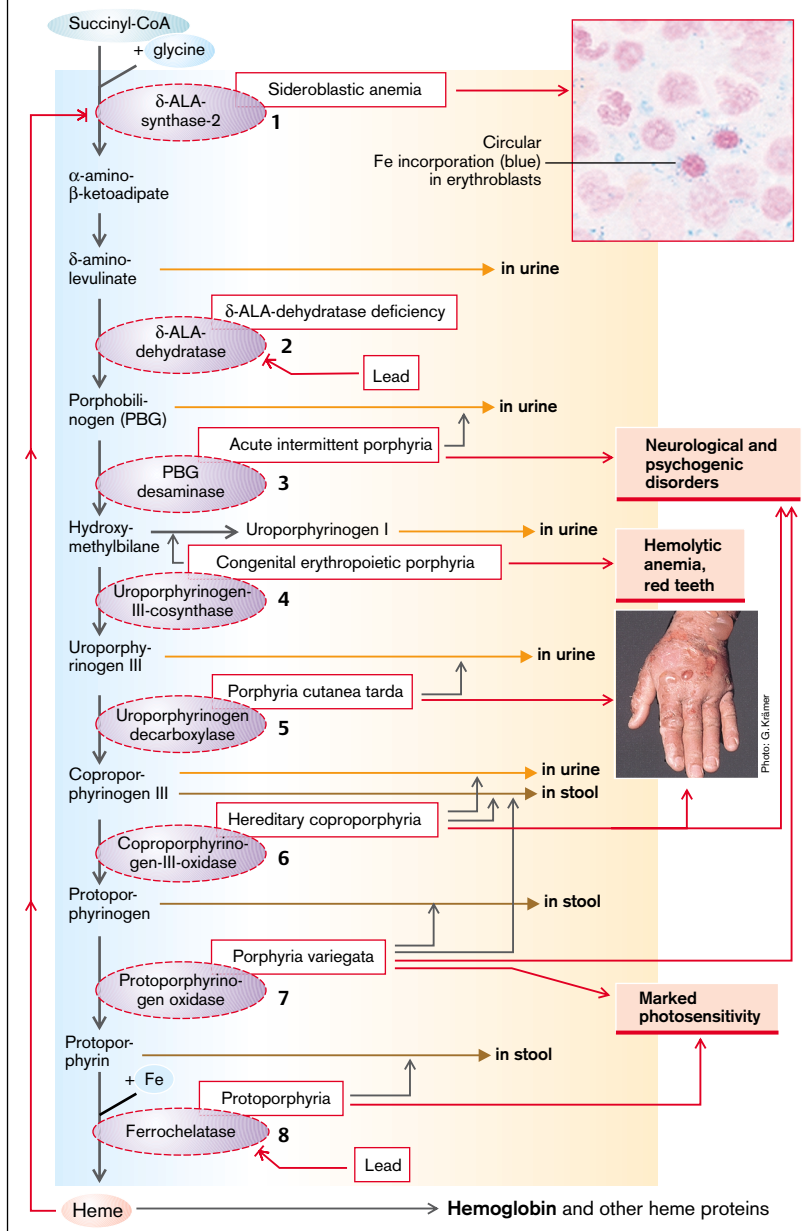 Succinyl-CoA
+ glycine
δ-ALA-
synthase-2
1
Sideroblastic anemia
Circular
Fe incorporation (blue)
in erythroblasts
α-amino-
β-ketoadipate
δ-amino-
levulinate
in urine
δ-ALA-dehydratase deficiency
δ-ALA-
dehydratase
2
Lead
Porphobili-
nogen (PBG)
in urine
Acute intermittent porphyria
PBG
desaminase
3
Neurological and
psychogenic
disorders
Hydroxy-
methylbilane
Uroporphyrinogen I
in urine
Congenital erythropoietic porphyria
Hemolytic
anemia,
red teeth
Uroporphyrinogen-
III-cosynthase
4
Uroporphy-
rinogen III
in urine
Porphyria cutanea tarda
Uroporphyrinogen
decarboxylase
5
Photo: G. Krämer
Copropor-
phyrinogen III
in urine
in stool
Hereditary coproporphyria
Coproporphyrino-
gen-III-oxidase
6
Protopor-
phyrinogen
in stool
Porphyria variegata
Protoporphyrino-
gen oxidase
7
Marked
photosensitivity
Protopor-
phyrin
in stool
+ Fe
Protoporphyria
Ferrochelatase
8
Lead
Heme
Hemoglobin and other heme proteins